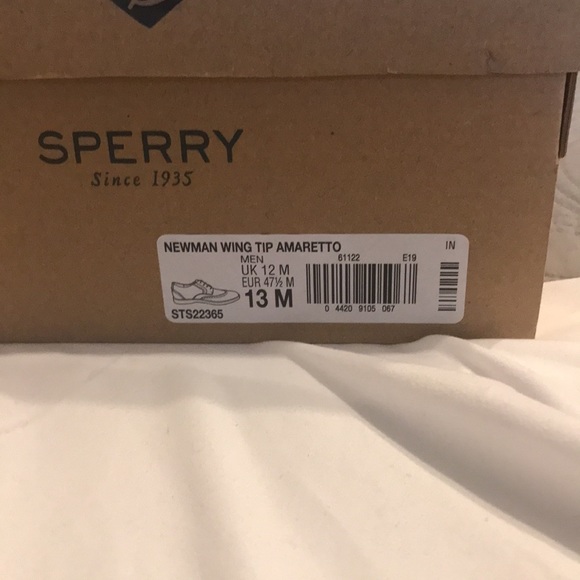 SPERRY
Since 1935
NEWMAN WING TIP AMARETTO IN
MEN 61122 E19
UK 12 M
EUR 47½ M
13 M
STS22365
0 4420 9105 067